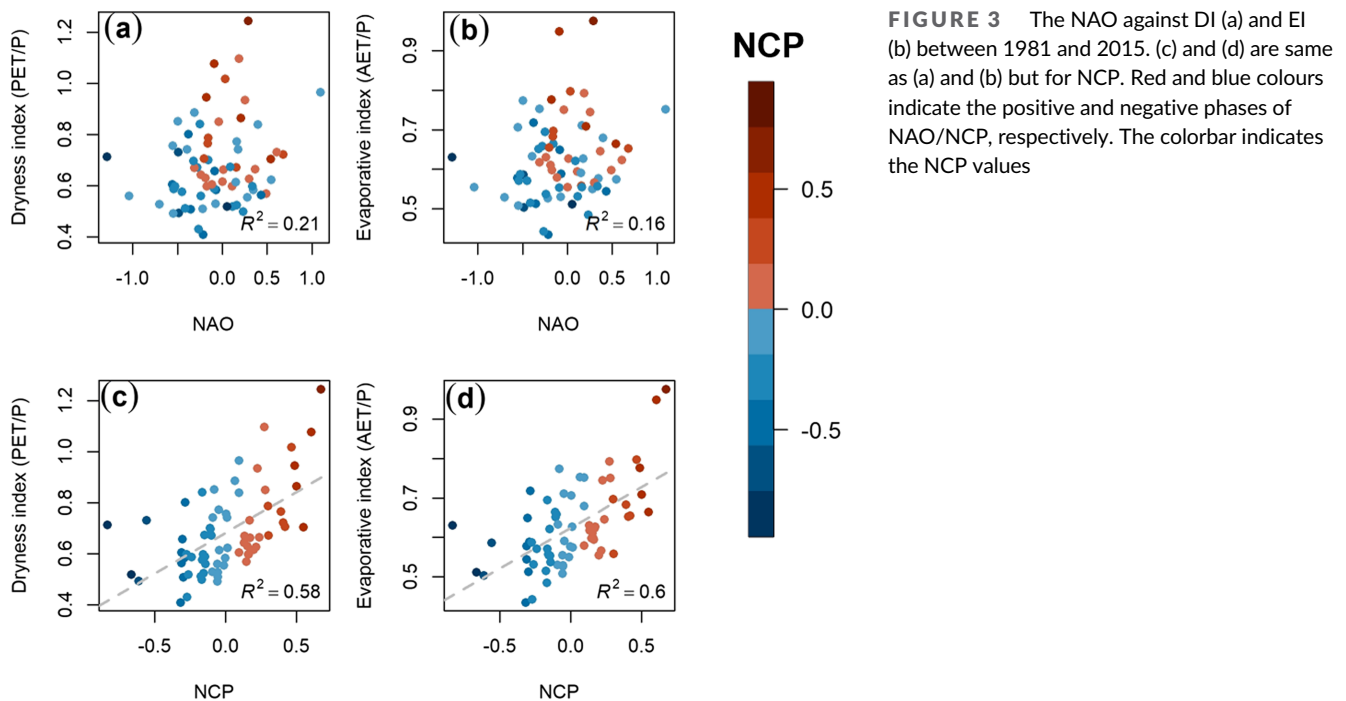 (a)
Dryness index (PET/P)
1.2
1.0
0.8
0.6
0.4
R² = 0.21
-1.0
0.0
0.5
1.0
NAO
(b)
Evaporative index (AET/P)
0.9
0.7
0.5
R² = 0.16
-1.0
0.0
0.5
1.0
NAO
(c)
Dryness index (PET/P)
1.2
1.0
0.8
0.6
0.4
R² = 0.58
-0.5
0.0
0.5
NCP
(d)
Evaporative index (AET/P)
0.9
0.7
0.5
R² = 0.6
-0.5
0.0
0.5
NCP
NCP
0.5
0.0
-0.5
FIGURE 3 The NAO against DI (a) and EI
(b) between 1981 and 2015. (c) and (d) are same
as (a) and (b) but for NCP. Red and blue colours
indicate the positive and negative phases of
NAO/NCP, respectively. The colorbar indicates
the NCP values